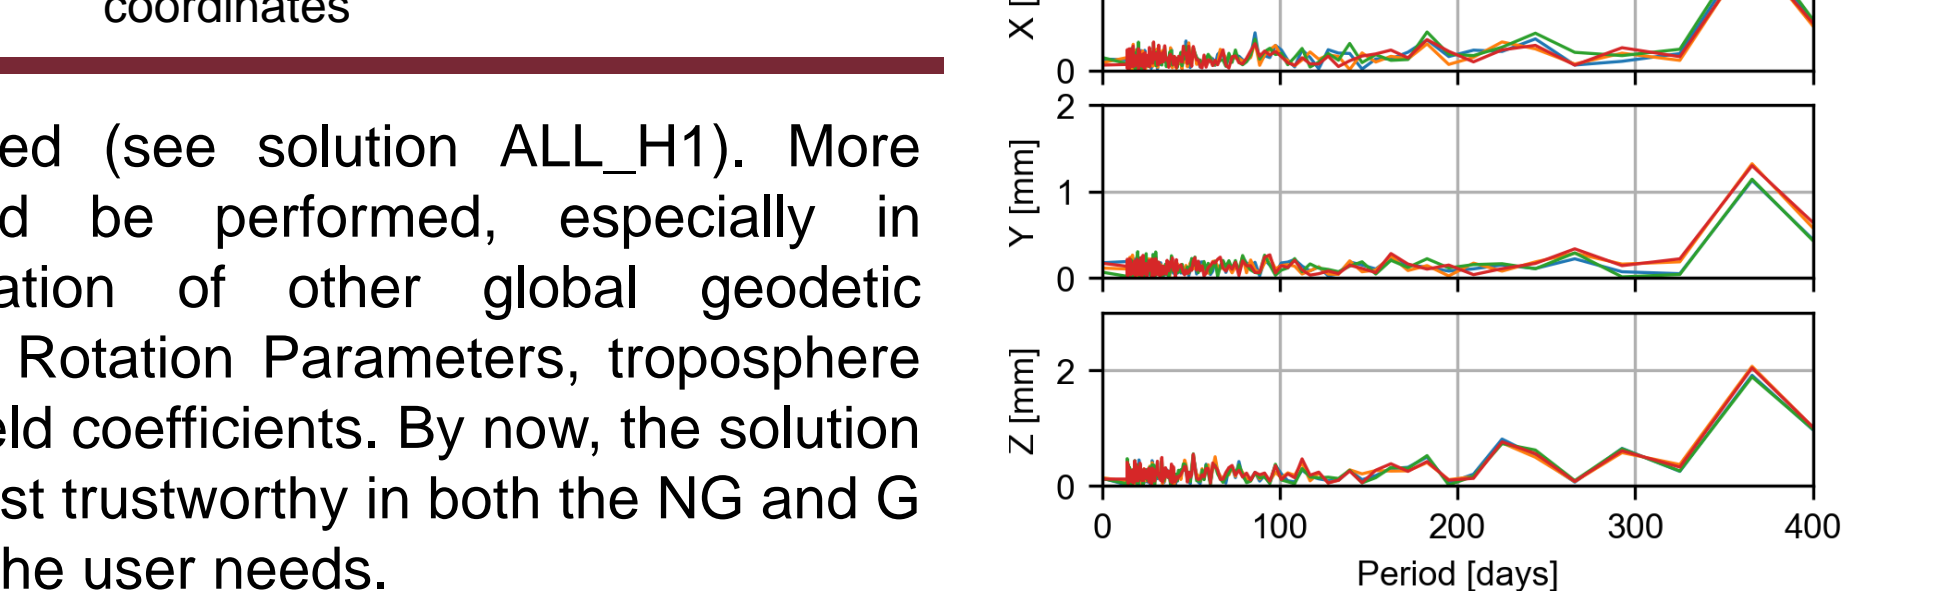 coordinates
ed (see solution ALL_H1). More
d be performed, especially in
ation of other global geodetic
Rotation Parameters, troposphere
eld coefficients. By now, the solution
st trustworthy in both the NG and G
he user needs.
X [
0
2
Y [mm]
1
0
Z [mm]
2
0
0 100 200 300 400
Period [days]